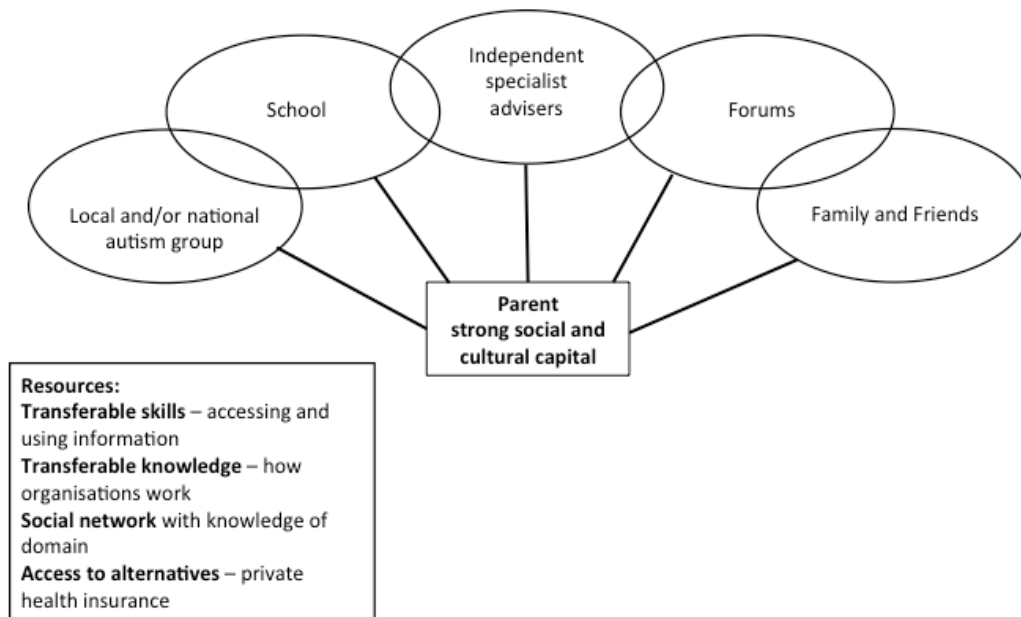 Independent
specialist
advisers
School
Forums
Local and/or national
autism group
Family and Friends
Parent
strong social and
cultural capital
Resources:
Transferable skills – accessing and
using information
Transferable knowledge – how
organisations work
Social network with knowledge of
domain
Access to alternatives – private
health insurance